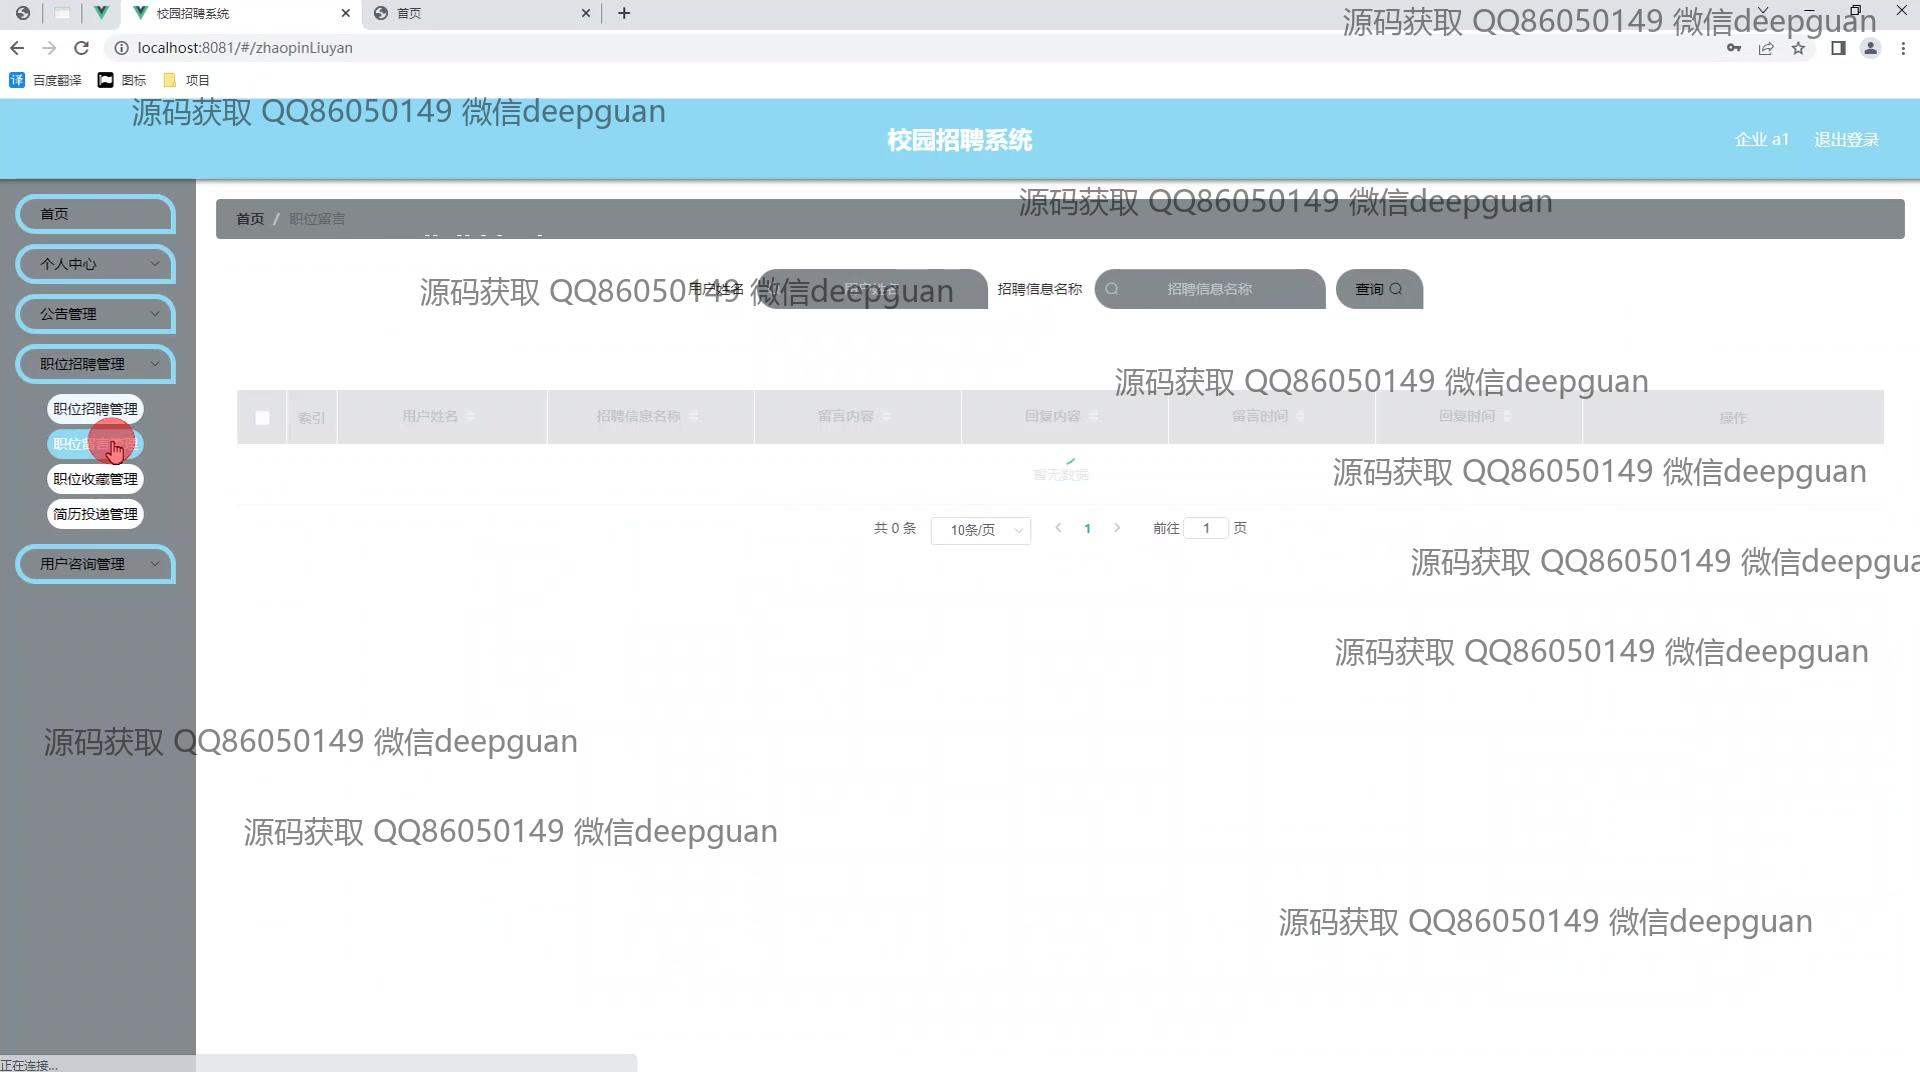 校园招聘系统
首页
源码获取 QQ86050149 微信deepguan
localhost:8081/#/zhaopinLiuyan
百度翻译 图标 项目
源码获取 QQ86050149 微信deepguan
校园招聘系统
企业 a1 退出登录
首页
源码获取 QQ86050149 微信deepguan
首页 / 职位留言
个人中心
源码获取 QQ86050149 微信deepguan
用户姓名 招聘信息名称 招聘信息名称 查询
公告管理
职位招聘管理
源码获取 QQ86050149 微信deepguan
职位招聘管理
索引 用户姓名 招聘信息名称 留言内容 回复内容 留言时间 回复时间 操作
职位留言管理
暂无数据
源码获取 QQ86050149 微信deepguan
职位收藏管理
简历投递管理
共 0 条 10条/页 1 前往 1 页
用户咨询管理
源码获取 QQ86050149 微信deepgua
源码获取 QQ86050149 微信deepguan
源码获取 QQ86050149 微信deepguan
源码获取 QQ86050149 微信deepguan
源码获取 QQ86050149 微信deepguan
正在连接...